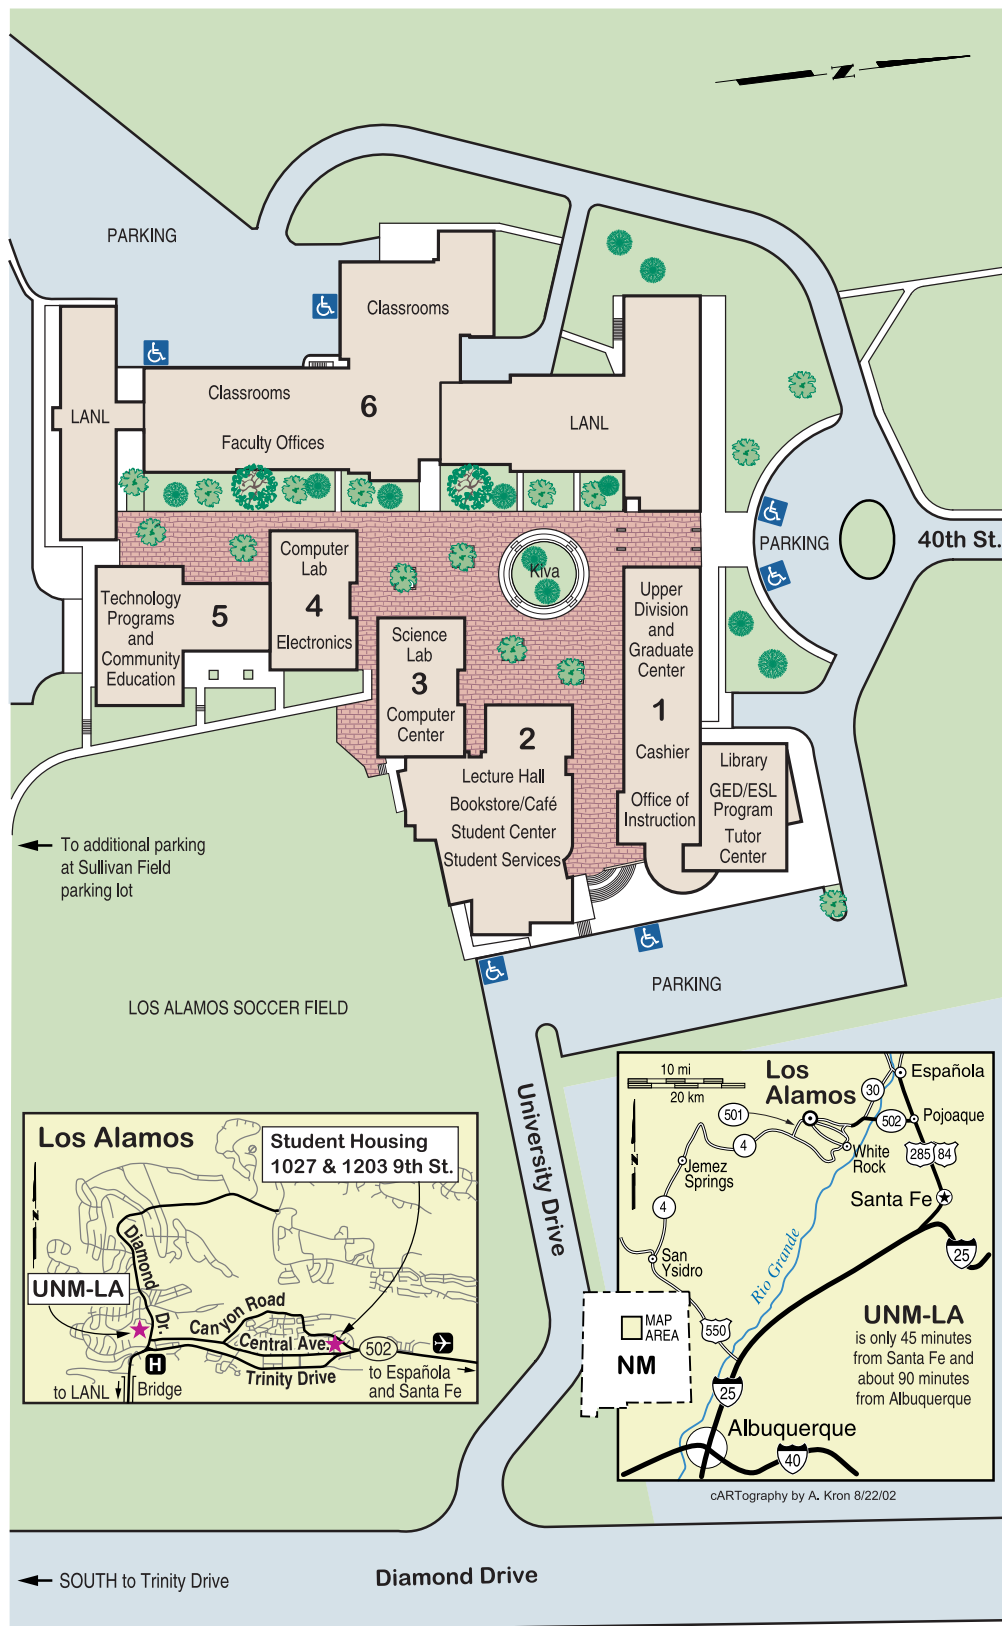 N
PARKING
Classrooms
Classrooms
6
Faculty Offices
LANL
LANL
40th St.
PARKING
Kiva
Computer
Lab
4
Electronics
Technology
Programs
and
Community
Education
5
Science
Lab
3
Computer
Center
Upper
Division
and
Graduate
Center
1
Cashier
Office of
Instruction
2
Lecture Hall
Bookstore/Café
Student Center
Student Services
Library
GED/ESL
Program
Tutor
Center
To additional parking
at Sullivan Field
parking lot
PARKING
LOS ALAMOS SOCCER FIELD
University Drive
Los Alamos
Student Housing
1027 & 1203 9th St.
N
Diamond
Dr.
UNM-LA
Canyon Road
Central Ave.
502
Trinity Drive
H
to LANL
Bridge
to Española
and Santa Fe
10 mi
20 km
N
Los
Alamos
Española
30
501
502
Pojoaque
4
White
Rock
285
84
Jemez
Springs
Santa Fe
4
25
San
Ysidro
Rio Grande
550
MAP
AREA
NM
UNM-LA
is only 45 minutes
from Santa Fe and
about 90 minutes
from Albuquerque
25
Albuquerque
40
cARTography by A. Kron 8/22/02
SOUTH to Trinity Drive
Diamond Drive